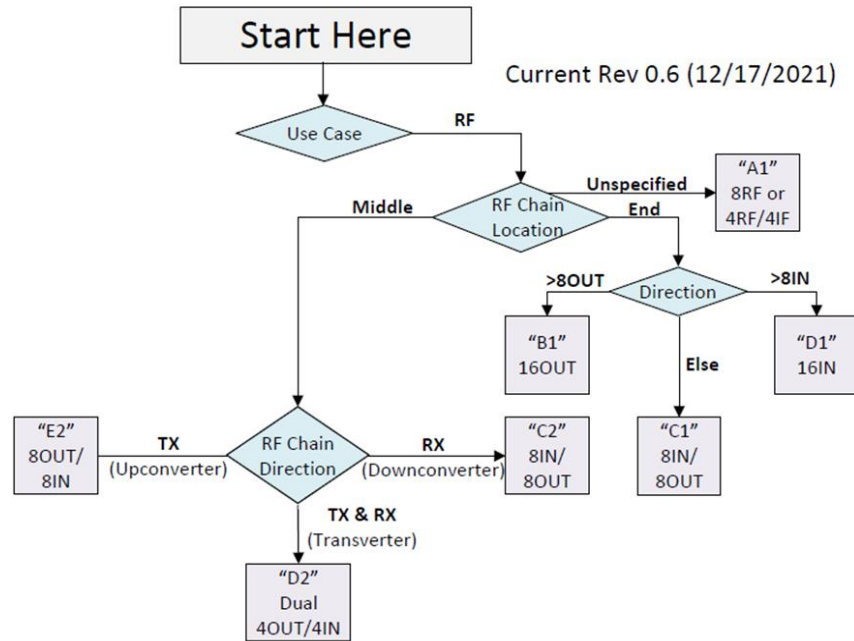 Start Here
Current Rev 0.6 (12/17/2021)
Use Case
RF
Unspecified
“A1”
8RF or
4RF/4IF
Middle
RF Chain
Location
End
>8OUT
Direction
>8IN
“B1”
16OUT
“D1”
16IN
Else
“E2”
8OUT/
8IN
TX
(Upconverter)
RF Chain
Direction
RX
(Downconverter)
“C2”
8IN/
8OUT
“C1”
8IN/
8OUT
TX & RX
(Transverter)
“D2”
Dual
4OUT/4IN